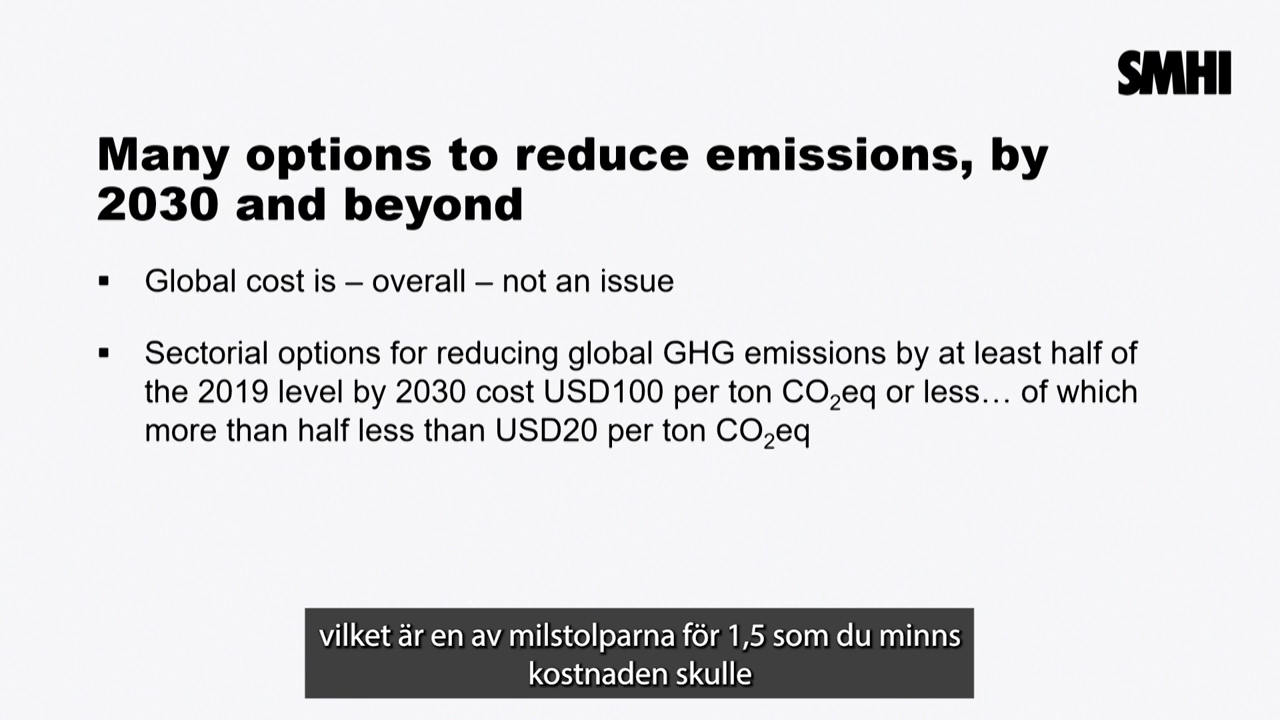 SMHI
Many options to reduce emissions, by
2030 and beyond
▪ Global cost is – overall – not an issue
▪ Sectorial options for reducing global GHG emissions by at least half of
the 2019 level by 2030 cost USD100 per ton CO₂eq or less... of which
more than half less than USD20 per ton CO₂eq
vilket är en av milstolparna för 1,5 som du minns
kostnaden skulle